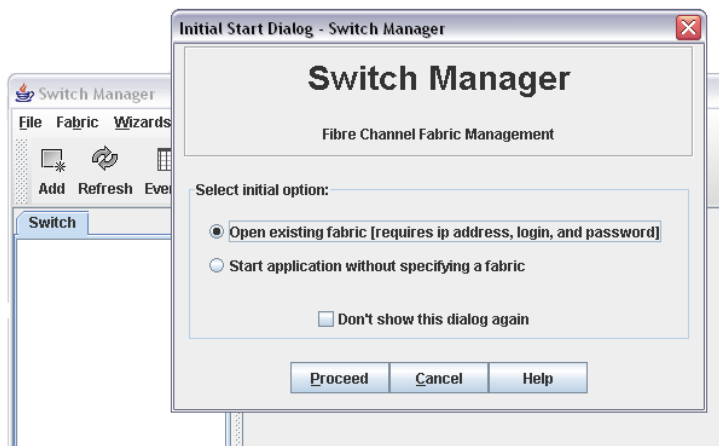 Initial Start Dialog - Switch Manager
Switch Manager
Fibre Channel Fabric Management
Switch Manager
File Fabric Wizards
Add Refresh
Switch
Select initial option:
Open existing fabric [requires ip address, login, and password]
Start application without specifying a fabric
Don't show this dialog again
Proceed Cancel Help